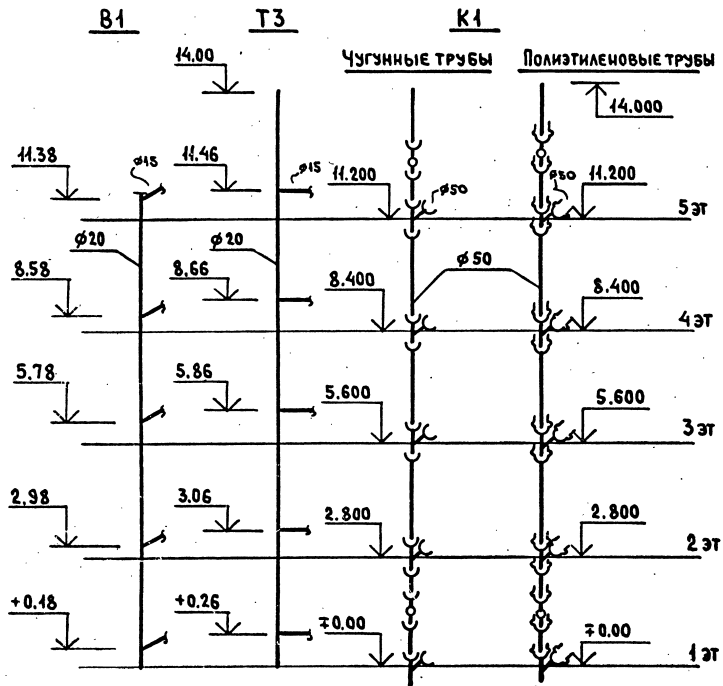 В1 Т3 К1
14.00
Чугунные трубы Полиэтиленовые трубы
14.000
11.38 ø15 11.46 ø15 11.200 ø50 ø50 11.200
5 эт
ø20 ø20 ø50
8.58 8.66 8.400 8.400
4 эт
5.78 5.86 5.600 5.600
3 эт
2.98 3.06 2.800 2.800
2 эт
+0.18 +0.26 ∓0.00 ∓0.00
1 эт